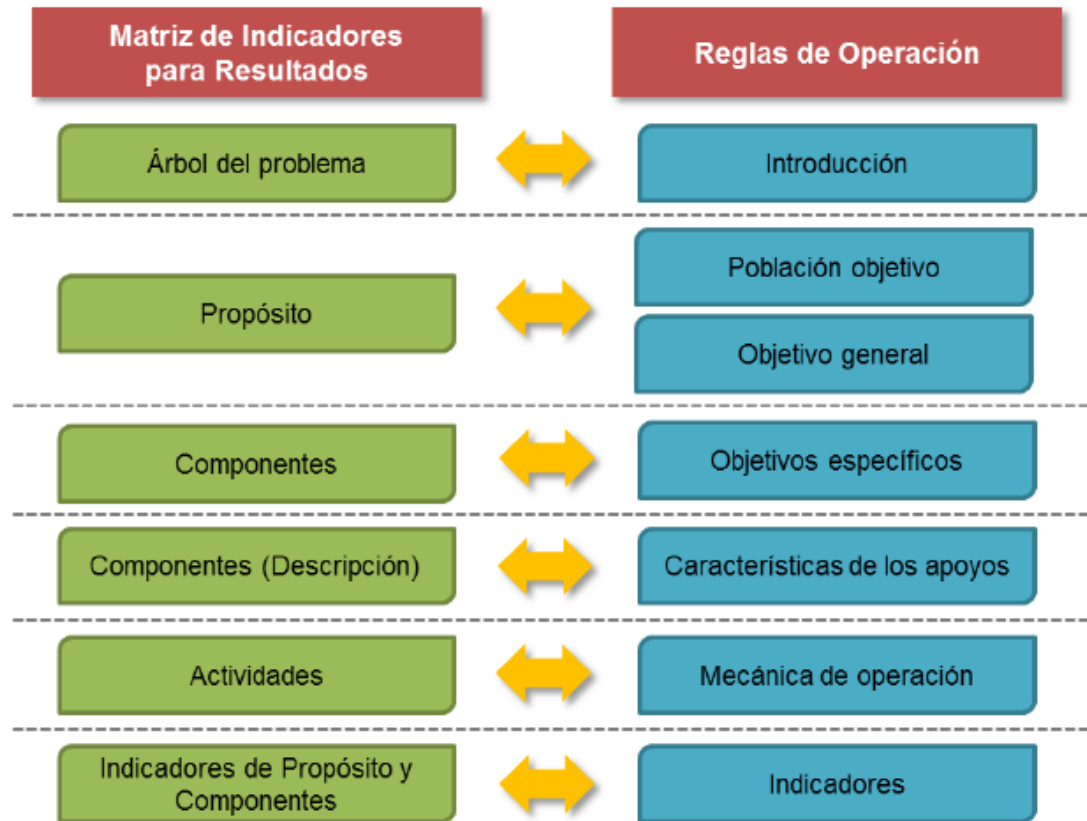 Matriz de Indicadores
para Resultados
Reglas de Operación
Árbol del problema
Introducción
Propósito
Población objetivo
Objetivo general
Componentes
Objetivos específicos
Componentes (Descripción)
Características de los apoyos
Actividades
Mecánica de operación
Indicadores de Propósito y
Componentes
Indicadores